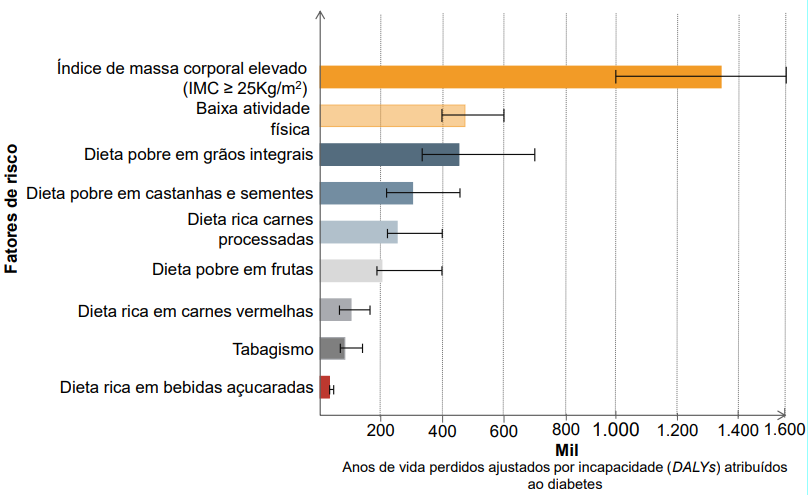 Fatores de risco
Índice de massa corporal elevado
(IMC ≥ 25Kg/m²)
Baixa atividade
física
Dieta pobre em grãos integrais
Dieta pobre em castanhas e sementes
Dieta rica carnes
processadas
Dieta pobre em frutas
Dieta rica em carnes vermelhas
Tabagismo
Dieta rica em bebidas açucaradas
200 400 600 800 1.000 1.200 1.400 1.600
Mil
Anos de vida perdidos ajustados por incapacidade (DALYs) atribuídos
ao diabetes